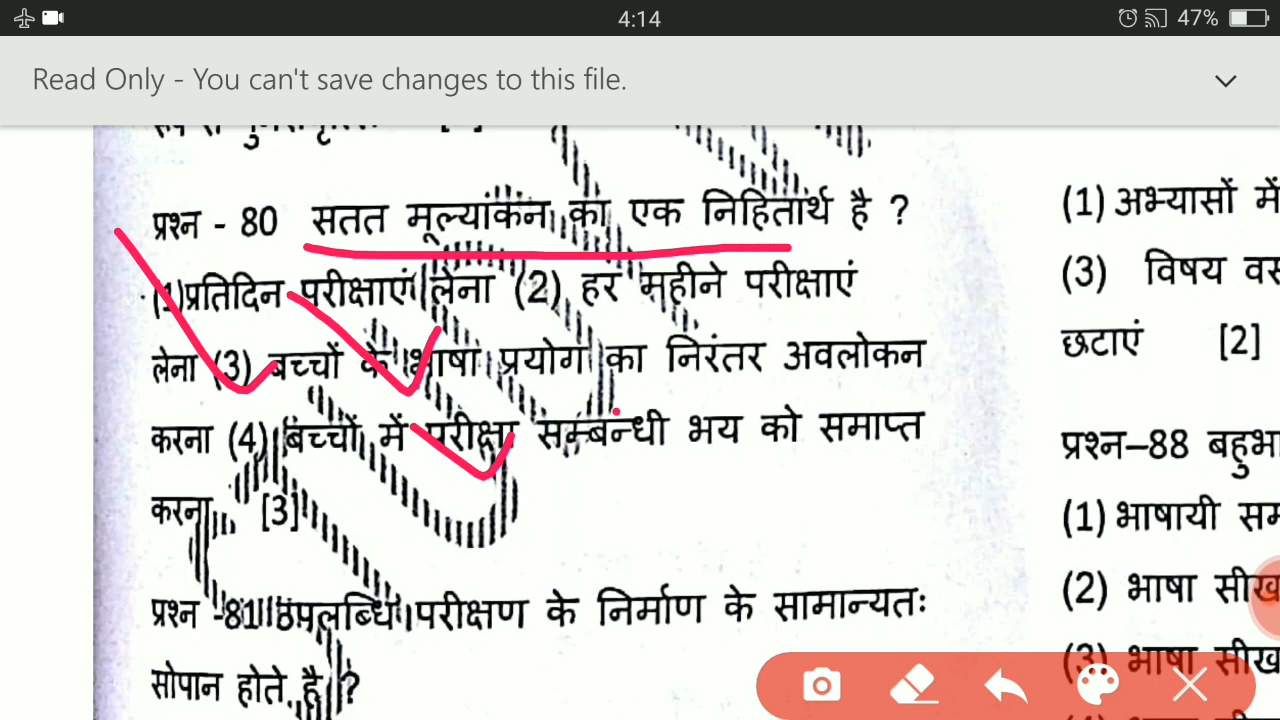 4:14
47%
Read Only - You can't save changes to this file.
प्रश्न - 80 सतत मूल्यांकन का एक निहितार्थ है ?
(1)प्रतिदिन परीक्षाएं लेना (2) हर महीने परीक्षाएं
लेना (3) बच्चों के भाषा प्रयोग का निरंतर अवलोकन
करना (4) बच्चों में परीक्षा सम्बन्धी भय को समाप्त
करना [3]
प्रश्न -81 उपलब्धि परीक्षण के निर्माण के सामान्यतः
सोपान होते है ?
(1) अभ्यासों में
(3) विषय
छटाएं [2]
प्रश्न–88
(1) भाषायी
(2) भाषा
(3) भाषा